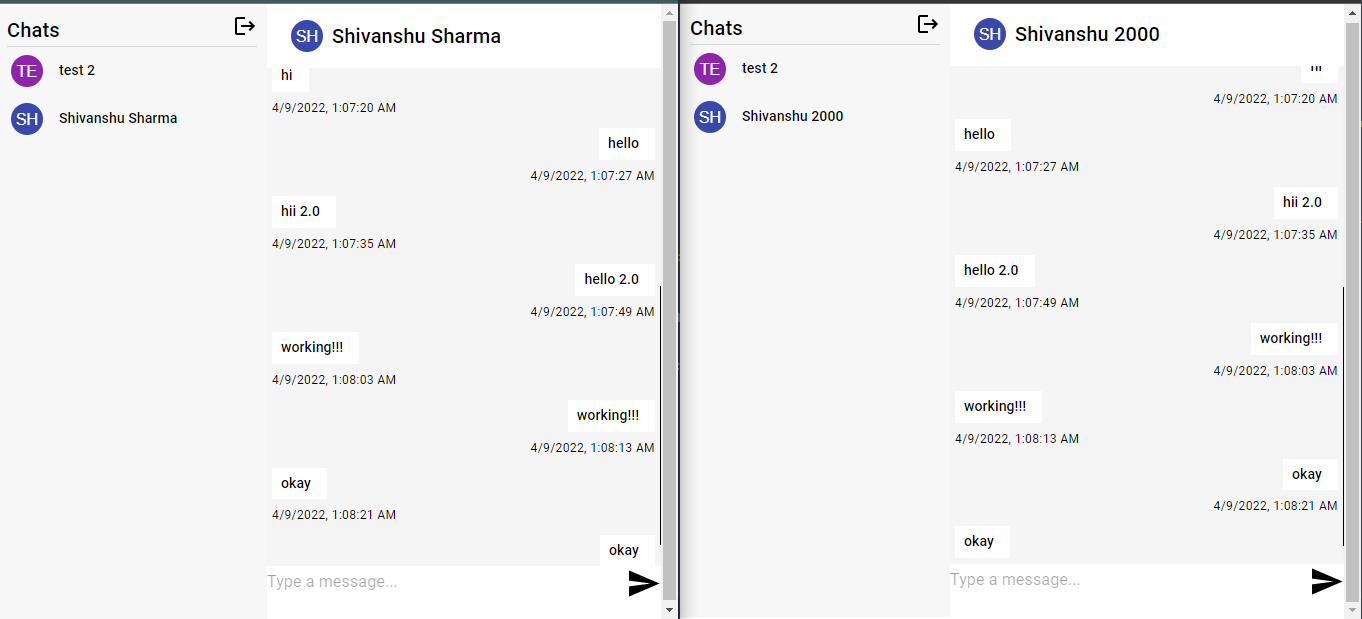 Chats
TE
test 2
SH
Shivanshu Sharma
SH
Shivanshu Sharma
hi
4/9/2022, 1:07:20 AM
hello
4/9/2022, 1:07:27 AM
hii 2.0
4/9/2022, 1:07:35 AM
hello 2.0
4/9/2022, 1:07:49 AM
working!!!
4/9/2022, 1:08:03 AM
working!!!
4/9/2022, 1:08:13 AM
okay
4/9/2022, 1:08:21 AM
okay
Type a message...
Chats
TE
test 2
SH
Shivanshu 2000
SH
Shivanshu 2000
hi
4/9/2022, 1:07:20 AM
hello
4/9/2022, 1:07:27 AM
hii 2.0
4/9/2022, 1:07:35 AM
hello 2.0
4/9/2022, 1:07:49 AM
working!!!
4/9/2022, 1:08:03 AM
working!!!
4/9/2022, 1:08:13 AM
okay
4/9/2022, 1:08:21 AM
okay
Type a message...